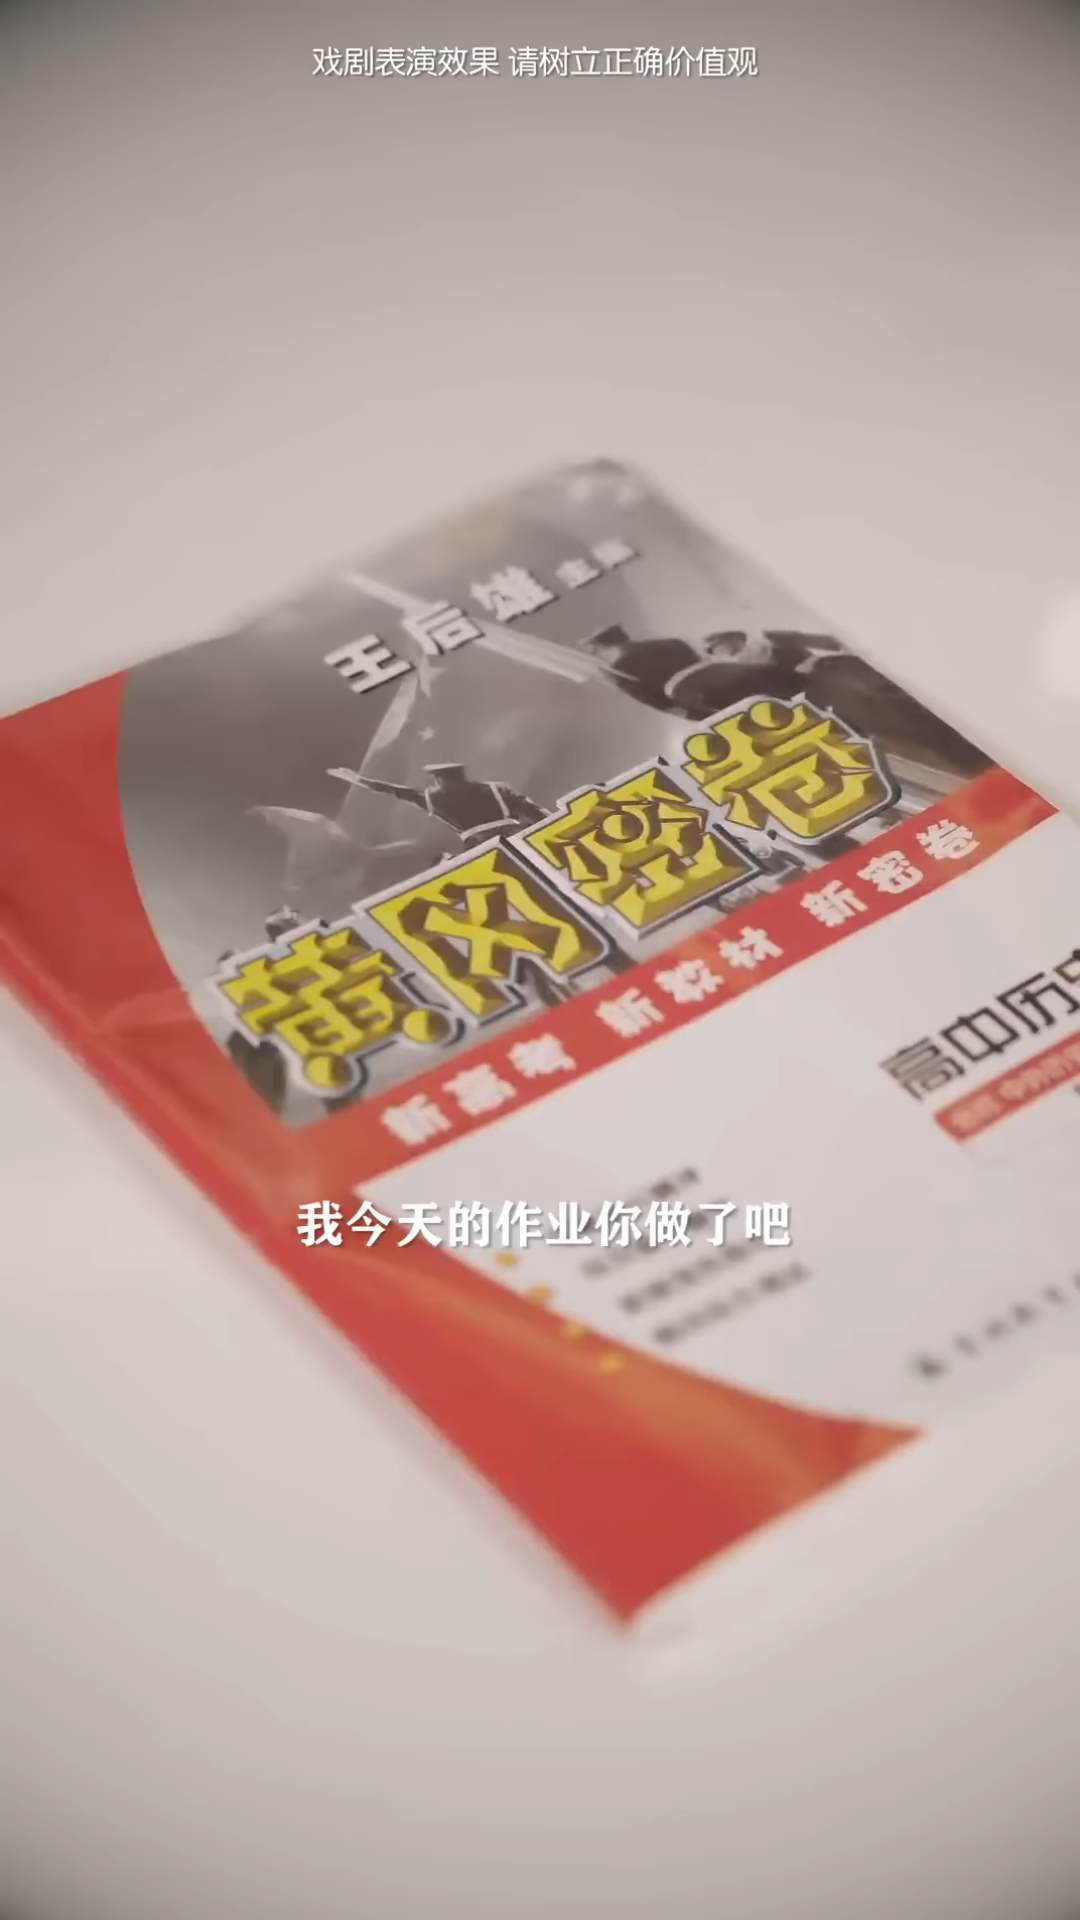 戏剧表演效果 请树立正确价值观
王后雄 主编
黄冈密卷
新高考 新教材 新密卷
高中历史
我今天的作业你做了吧